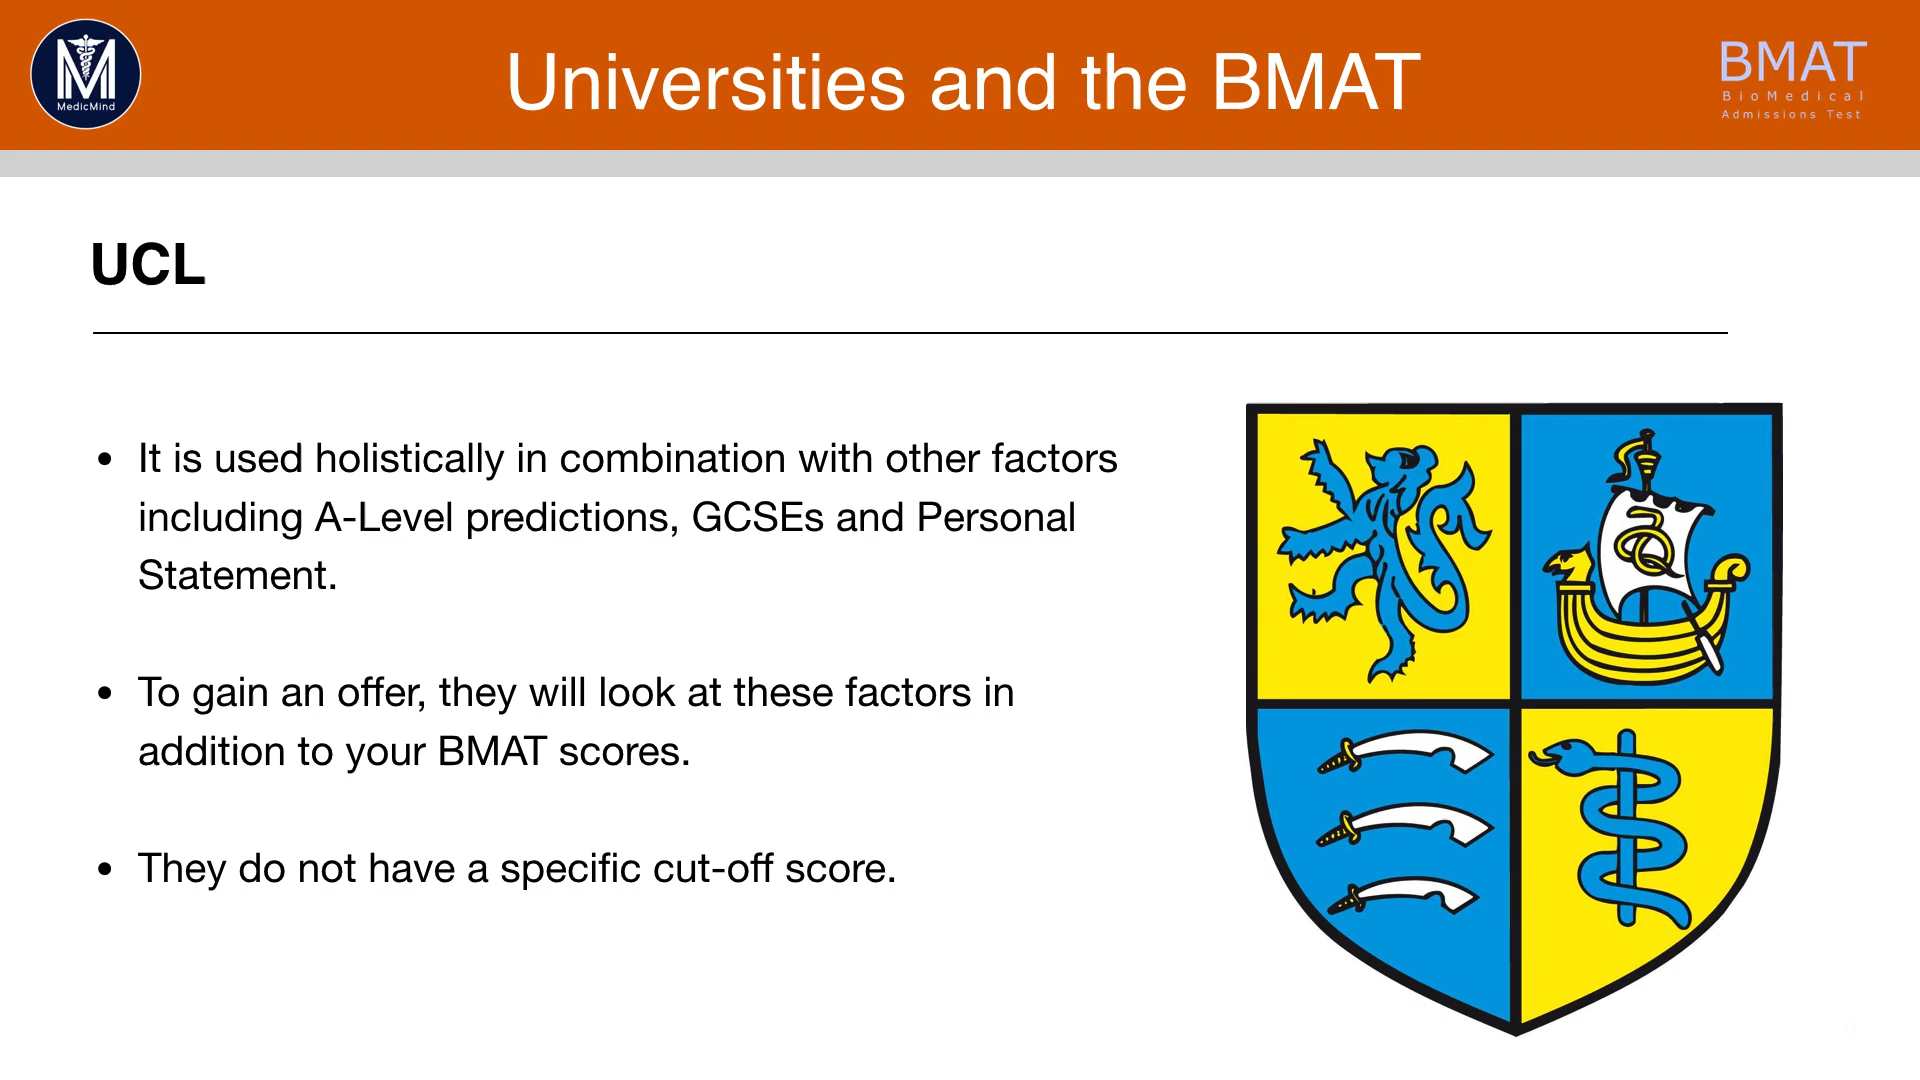 MedicMind
Universities and the BMAT
BMAT
BioMedical
Admissions Test
UCL
• It is used holistically in combination with other factors
including A-Level predictions, GCSEs and Personal
Statement.
• To gain an offer, they will look at these factors in
addition to your BMAT scores.
• They do not have a specific cut-off score.